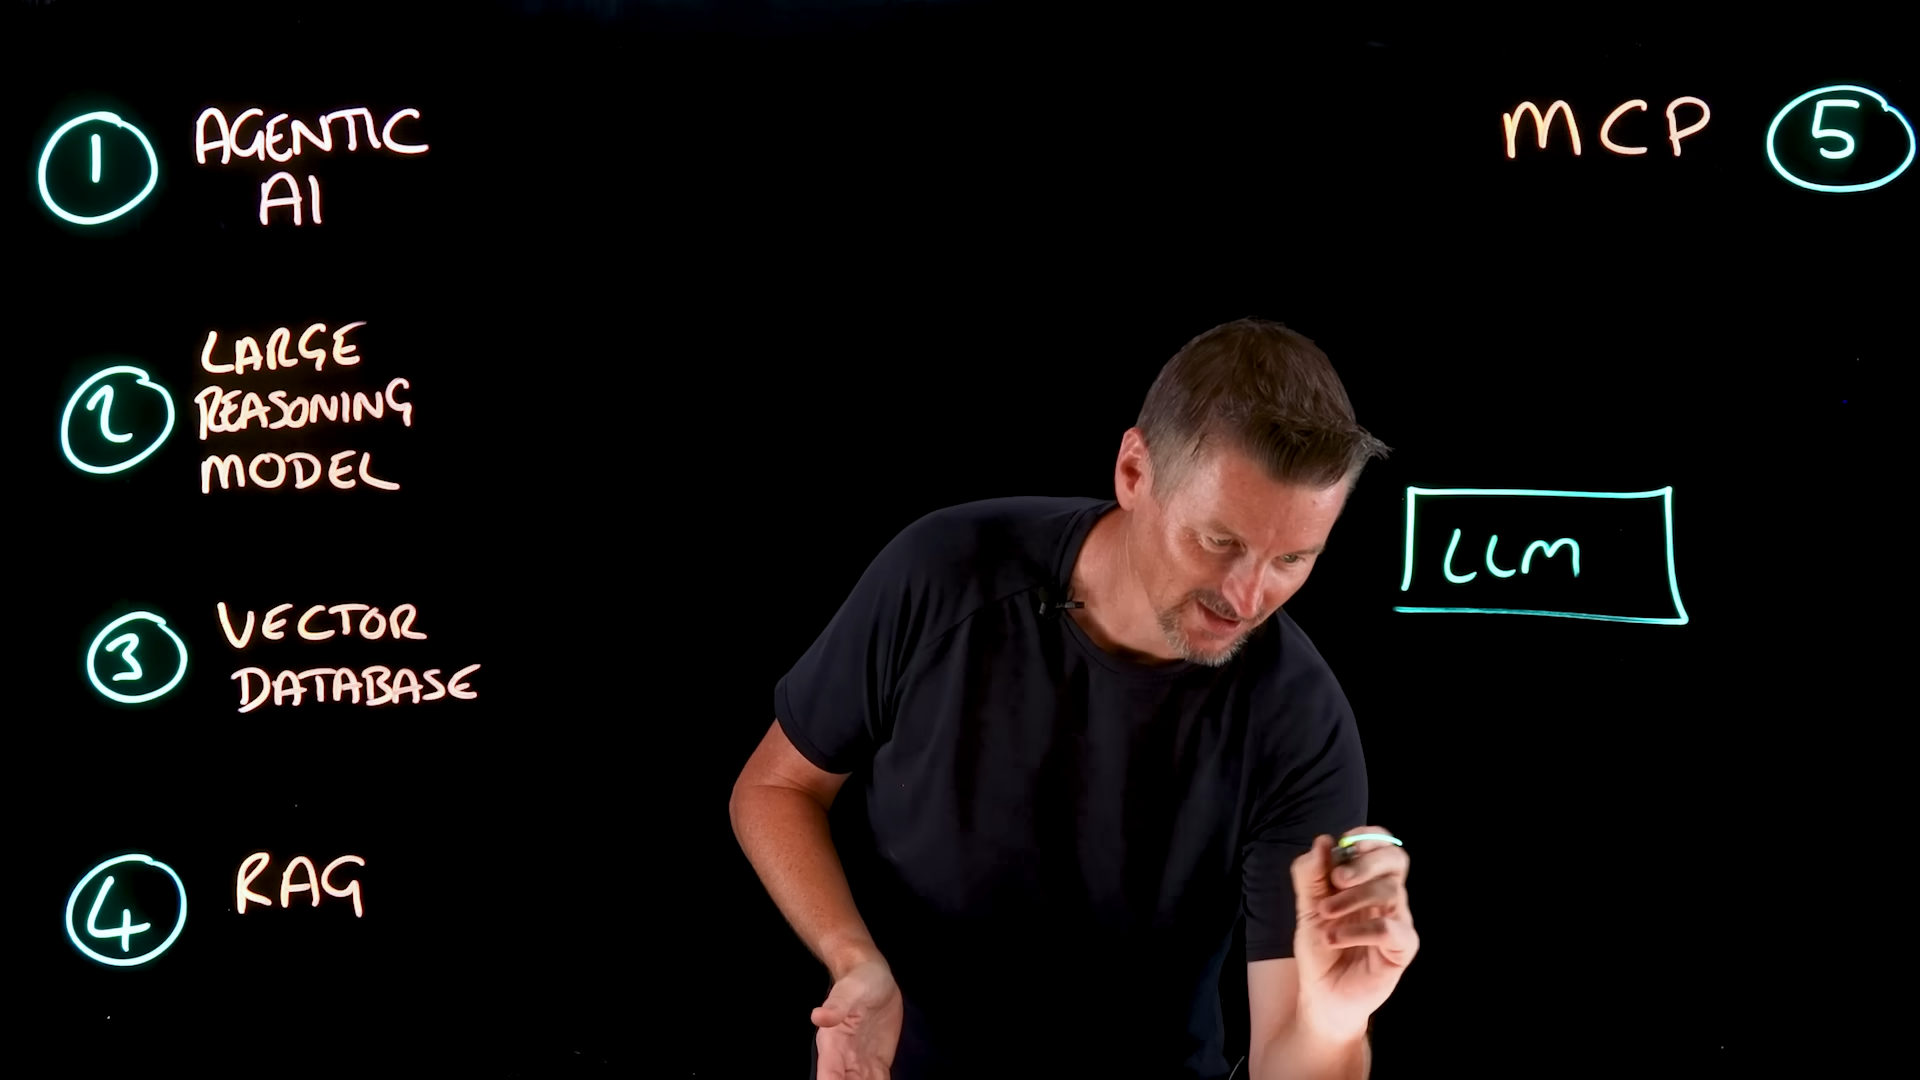 1
AGENTIC
AI
2
LARGE
REASONING
MODEL
3
VECTOR
DATABASE
4
RAG
MCP
5
LLM